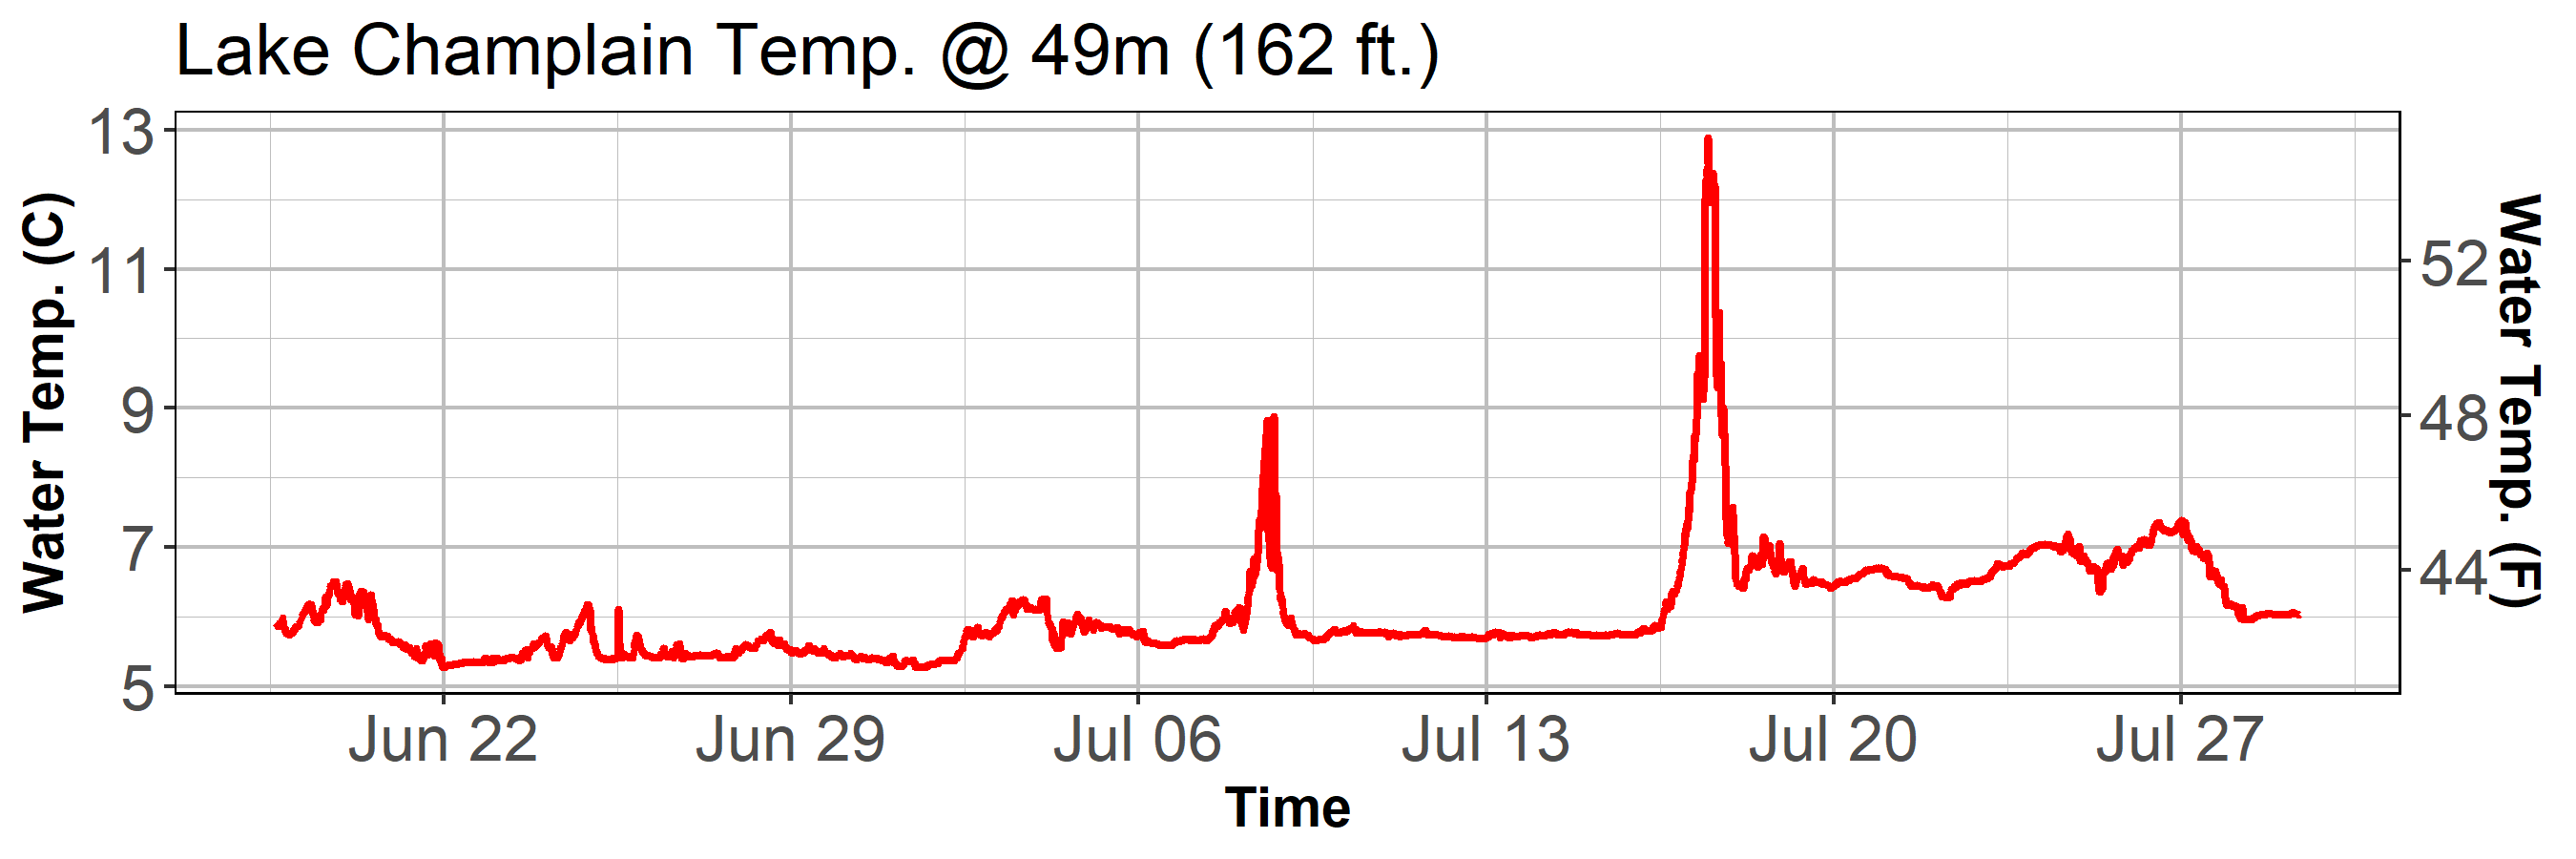 Lake Champlain Temp. @ 49m (162 ft.)
Water Temp. (C)
13
11
9
7
5
52
48
44
Water Temp. (F)
Jun 22
Jun 29
Jul 06
Jul 13
Jul 20
Jul 27
Time